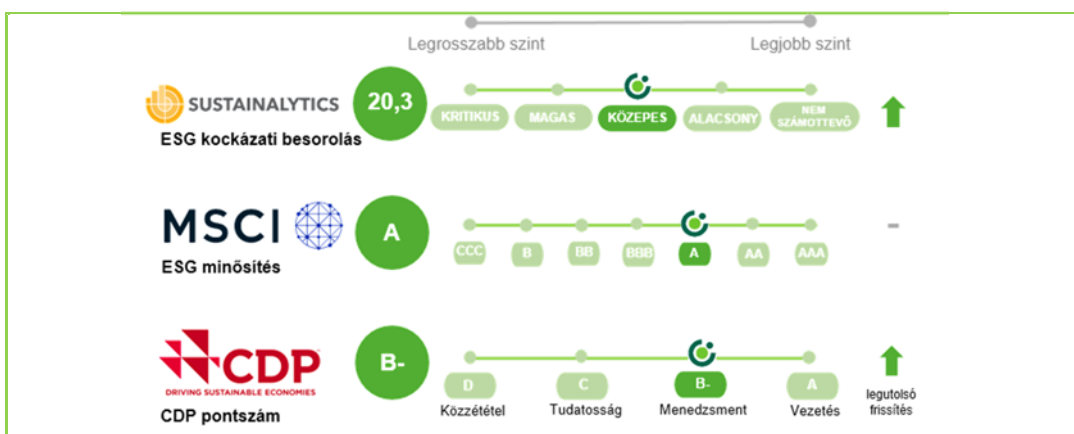 Legrosszabb szint
Legjobb szint
SUSTAINALYTICS
20,3
KRITIKUS
MAGAS
KÖZEPES
ALACSONY
NEM
SZÁMOTTEVŐ
ESG kockázati besorolás
MSCI
A
CCC
B
BB
BBB
A
AA
AAA
-
ESG minősítés
CDP
DRIVING SUSTAINABLE ECONOMIES
B-
D
C
B-
A
Közzététel
Tudatosság
Menedzsment
Vezetés
legutolsó
frissítés
CDP pontszám